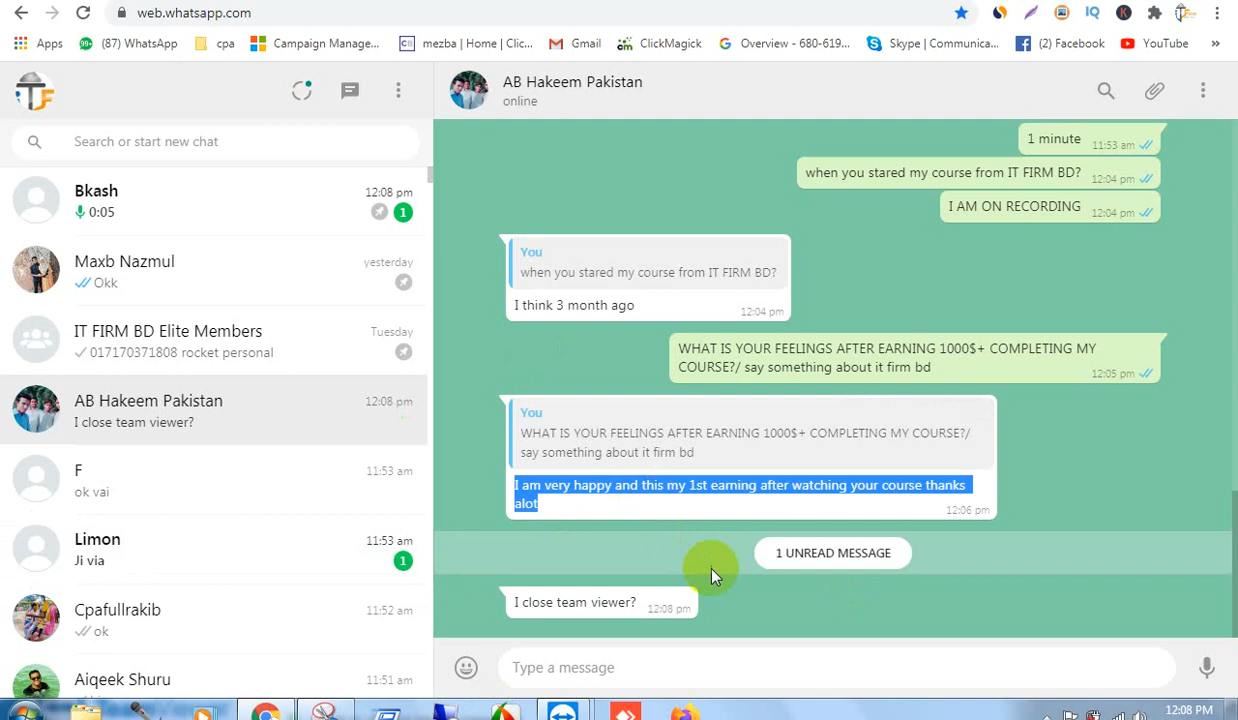 web.whatsapp.com
Apps
(87) WhatsApp
cpa
Campaign Manage...
mezba | Home | Clic...
Gmail
ClickMagick
Overview - 680-619...
Skype | Communica...
(2) Facebook
YouTube
»
AB Hakeem Pakistan
online
Search or start new chat
Bkash
12:08 pm
0:05
1
Maxb Nazmul
yesterday
Okk
IT FIRM BD Elite Members
Tuesday
017170371808 rocket personal
AB Hakeem Pakistan
12:08 pm
I close team viewer?
F
11:53 am
ok vai
Limon
11:53 am
Ji via
1
Cpafullrakib
11:52 am
ok
Aiqeek Shuru
11:51 am
1 minute
11:53 am
when you stared my course from IT FIRM BD?
12:04 pm
I AM ON RECORDING
12:04 pm
You
when you stared my course from IT FIRM BD?
I think 3 month ago
12:04 pm
WHAT IS YOUR FEELINGS AFTER EARNING 1000$+ COMPLETING MY
COURSE?/ say something about it firm bd
12:05 pm
You
WHAT IS YOUR FEELINGS AFTER EARNING 1000$+ COMPLETING MY COURSE?/
say something about it firm bd
I am very happy and this my 1st earning after watching your course thanks
alot
12:06 pm
1 UNREAD MESSAGE
I close team viewer?
12:08 pm
Type a message
12:08 PM